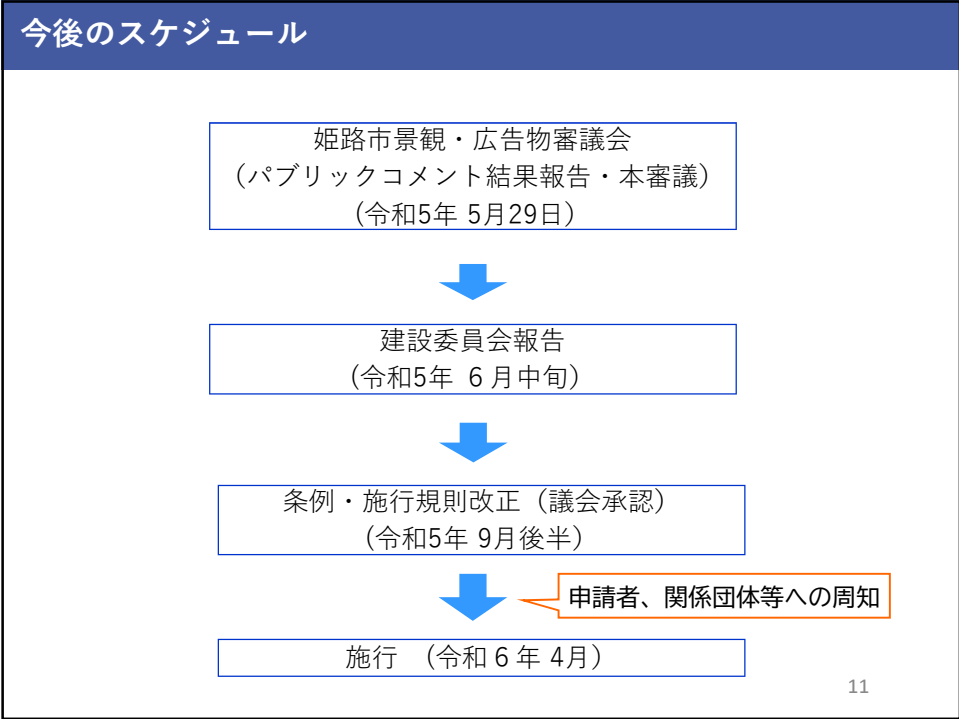 今後のスケジュール
姫路市景観・広告物審議会
（パブリックコメント結果報告・本審議）
(令和5年 5月29日）
建設委員会報告
(令和5年 ６月中旬）
条例・施行規則改正（議会承認）
(令和5年 9月後半）
申請者、関係団体等への周知
施行 （令和６年 4月）
11